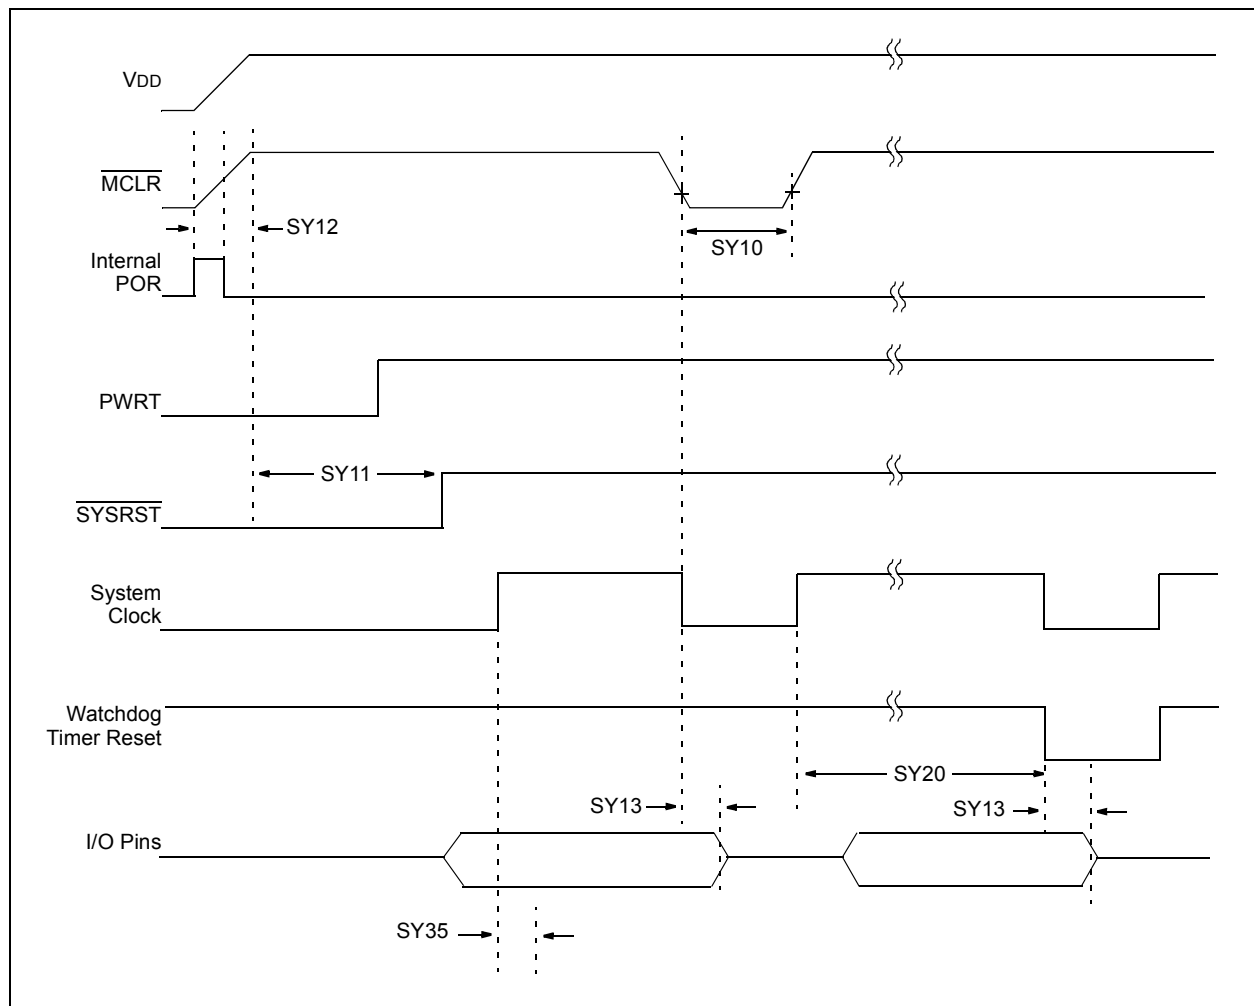 VDD
MCLR
SY12
SY10
Internal
POR
PWRT
SY11
SYSRST
System
Clock
Watchdog
Timer Reset
SY20
SY13
SY13
I/O Pins
SY35